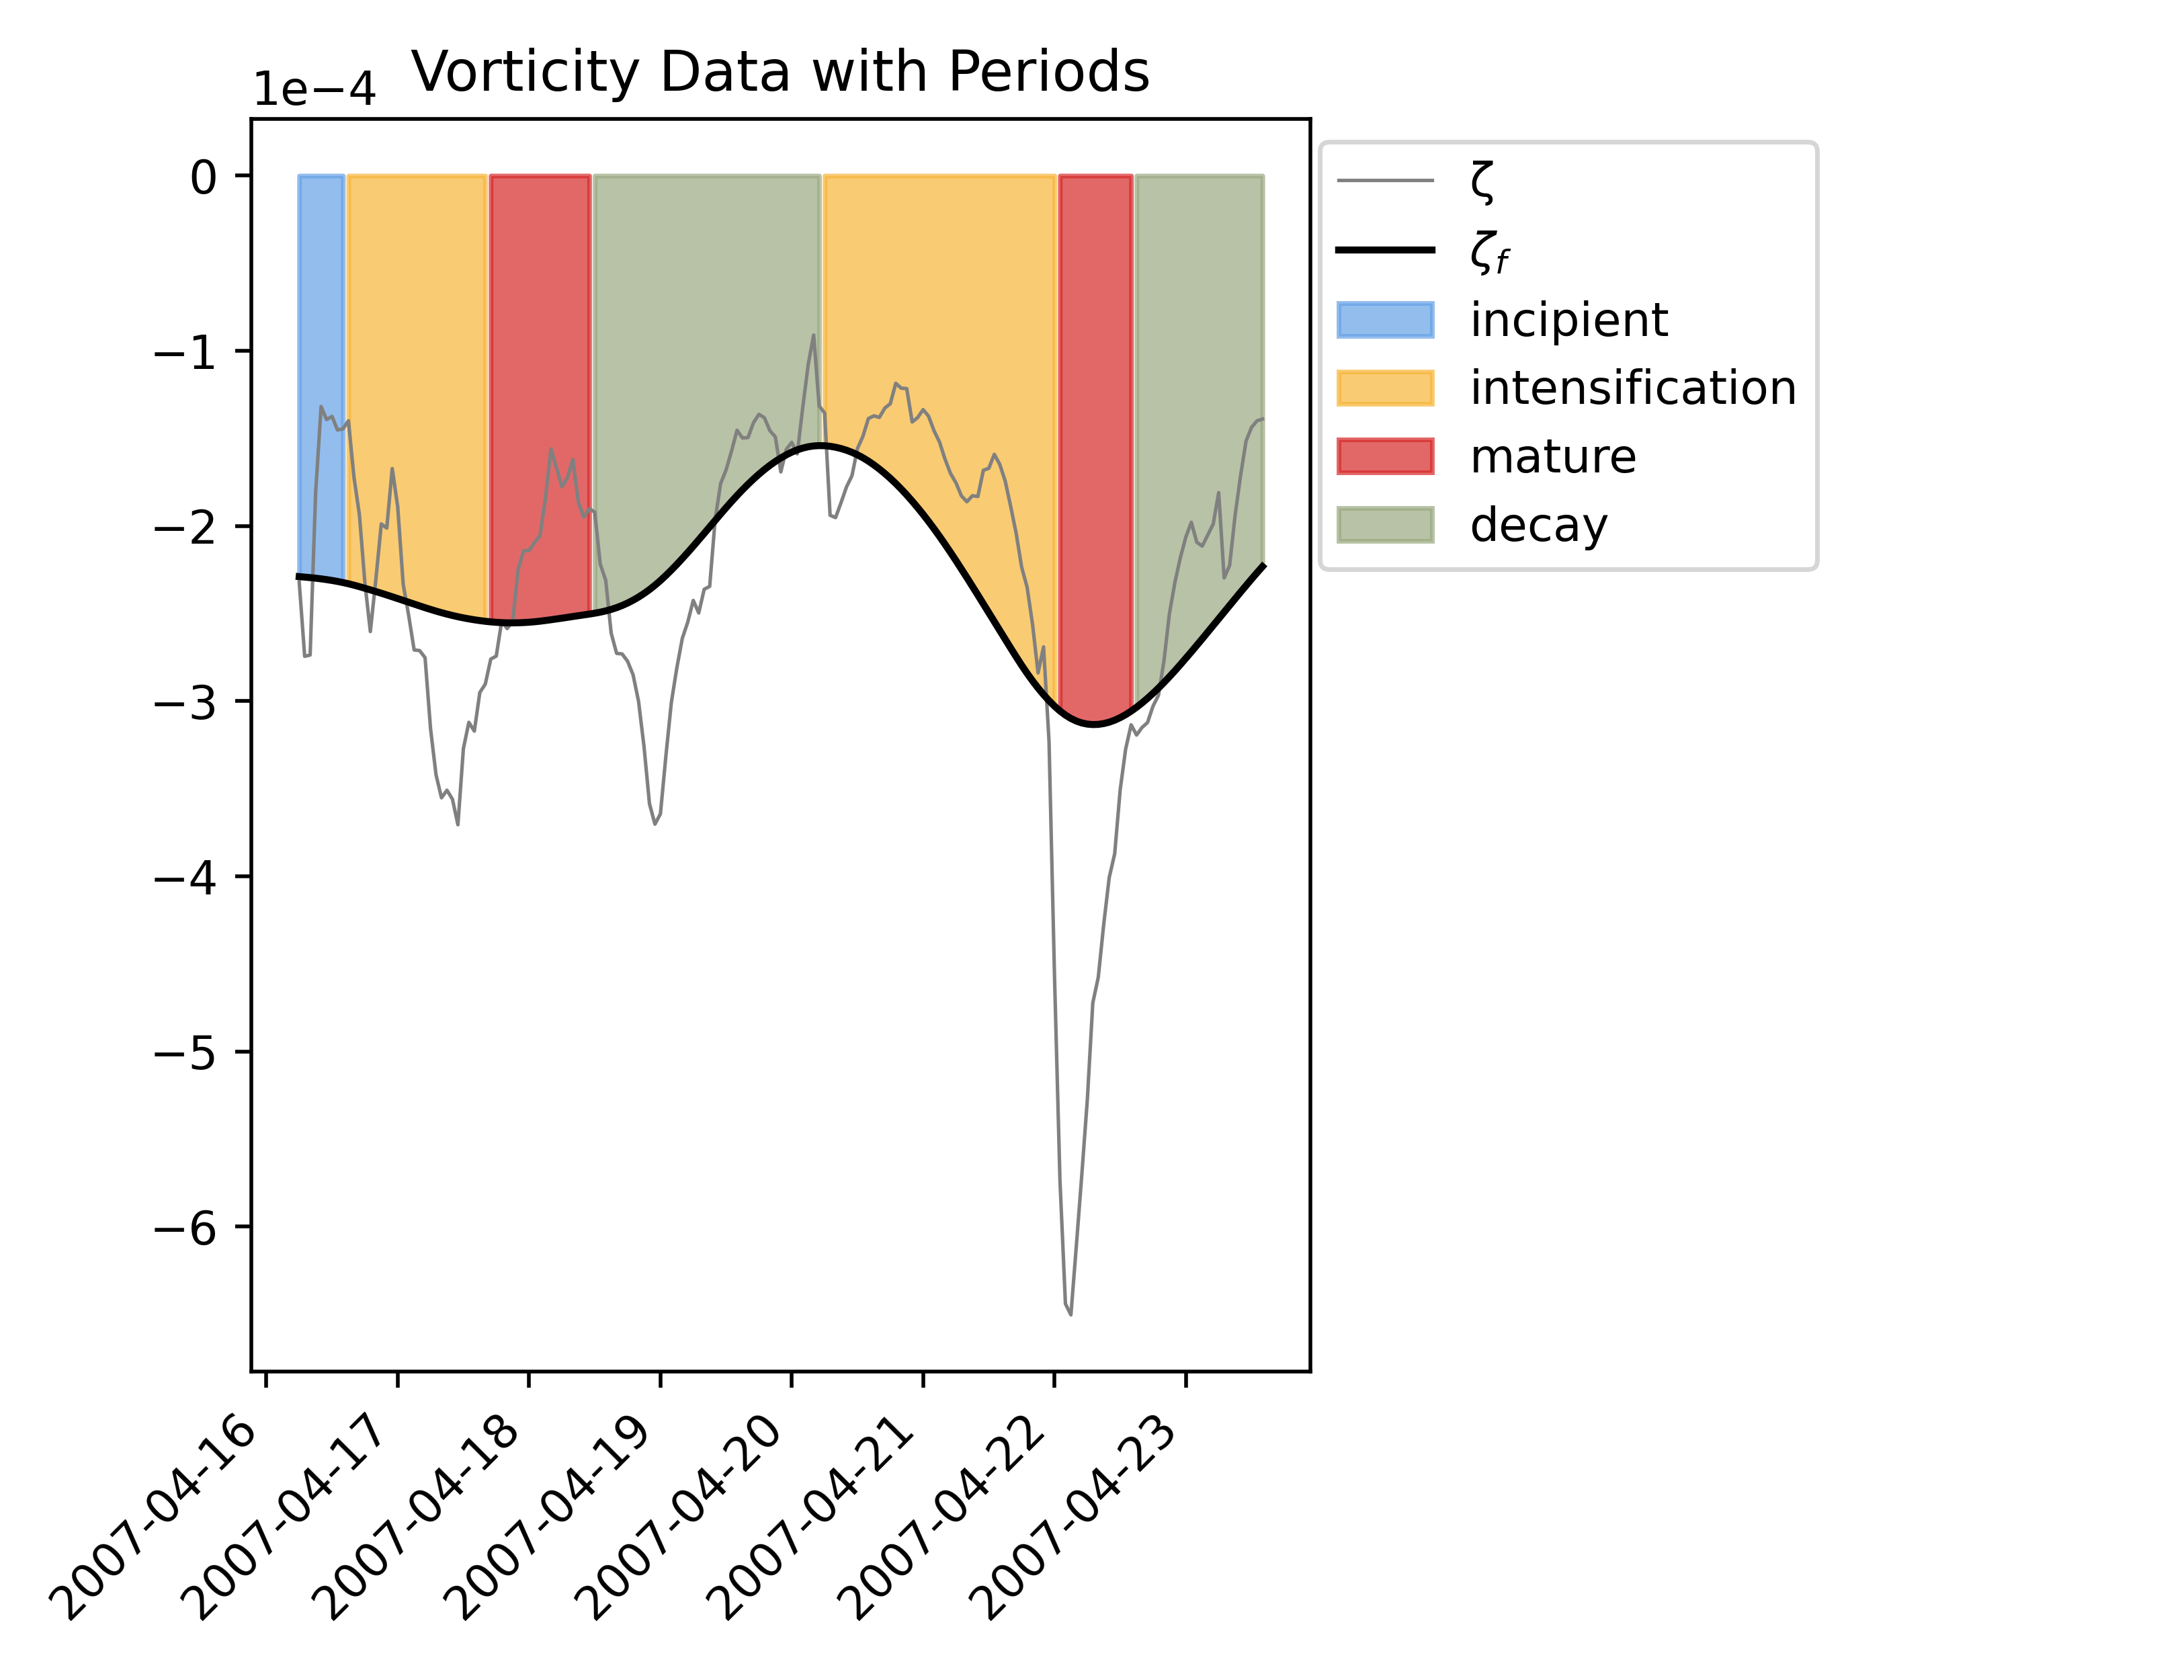 Vorticity Data with Periods
1e−4
0
−1
−2
−3
−4
−5
−6
2007-04-16
2007-04-17
2007-04-18
2007-04-19
2007-04-20
2007-04-21
2007-04-22
2007-04-23
ζ
ζf
incipient
intensification
mature
decay